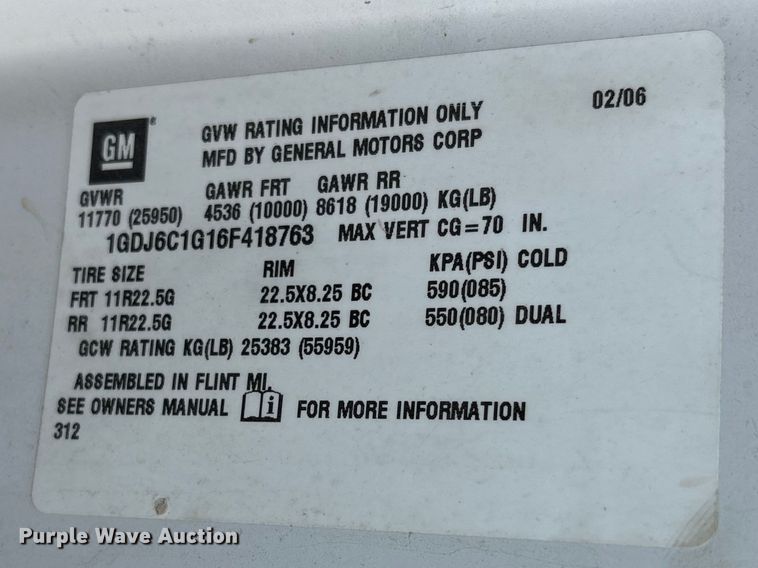 GM ®
GVW RATING INFORMATION ONLY
MFD BY GENERAL MOTORS CORP
02/06
GVWR GAWR FRT GAWR RR
11770 (25950) 4536 (10000) 8618 (19000) KG(LB)
1GDJ6C1G16F418763 MAX VERT CG=70 IN.
TIRE SIZE RIM KPA(PSI) COLD
FRT 11R22.5G 22.5X8.25 BC 590(085)
RR 11R22.5G 22.5X8.25 BC 550(080) DUAL
GCW RATING KG(LB) 25383 (55959)
ASSEMBLED IN FLINT MI.
SEE OWNERS MANUAL i FOR MORE INFORMATION
312
Purple Wave Auction